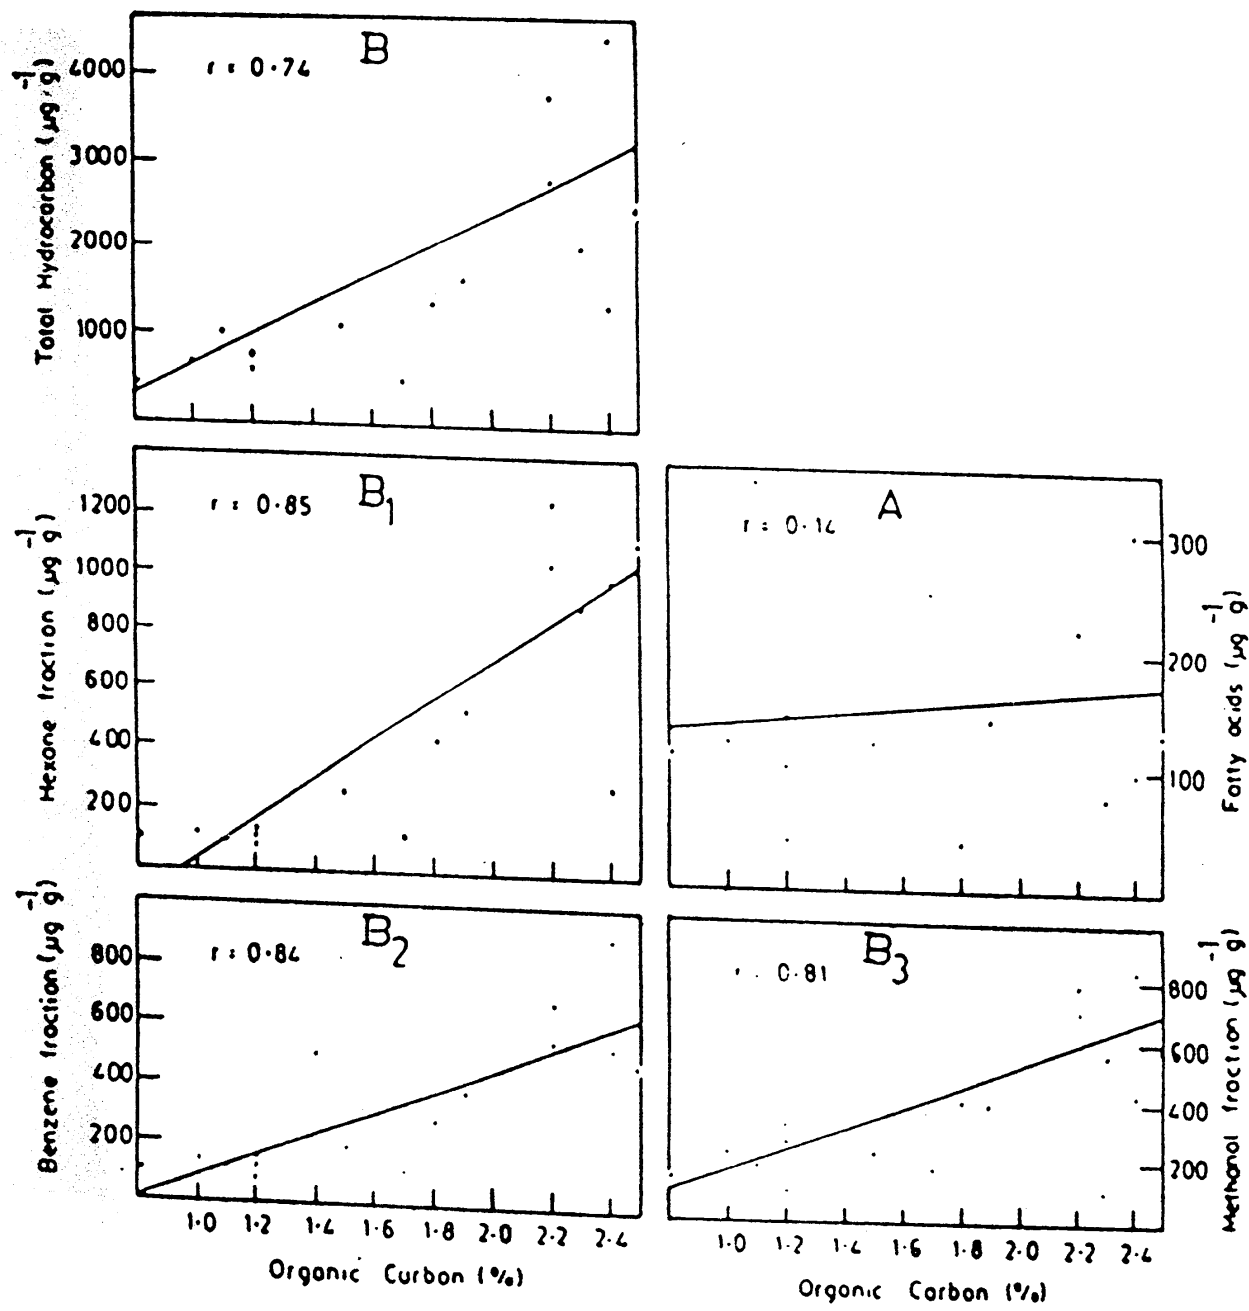 B
r = 0.74
Total Hydrocarbon (µg, g⁻¹)
4000
3000
2000
1000
B₁
r = 0.85
Hexane fraction (µg⁻¹ g)
1200
1000
800
600
400
200
A
r = 0.14
Fatty acids (µg⁻¹ g)
300
200
100
B₂
r = 0.84
Benzene fraction (µg⁻¹ g)
800
600
400
200
1.0 1.2 1.4 1.6 1.8 2.0 2.2 2.4
Organic Carbon (%)
B₃
r = 0.81
Methanol fraction (µg⁻¹ g)
800
600
400
200
1.0 1.2 1.4 1.6 1.8 2.0 2.2 2.4
Organic Carbon (%)